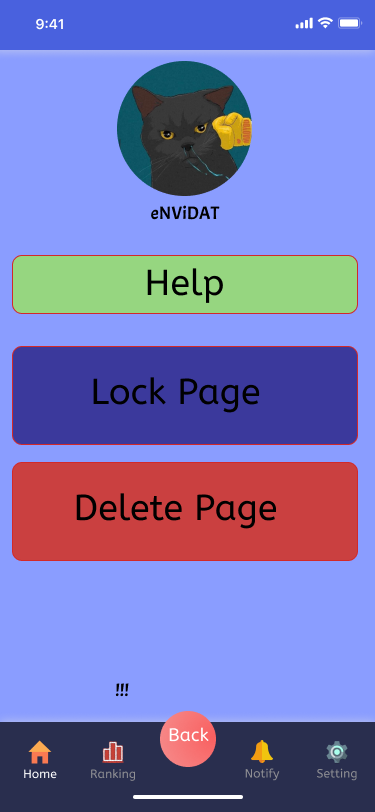 9:41
eNViDAT
Help
Lock Page
Delete Page
!!!
Back
Home Ranking Notify Setting